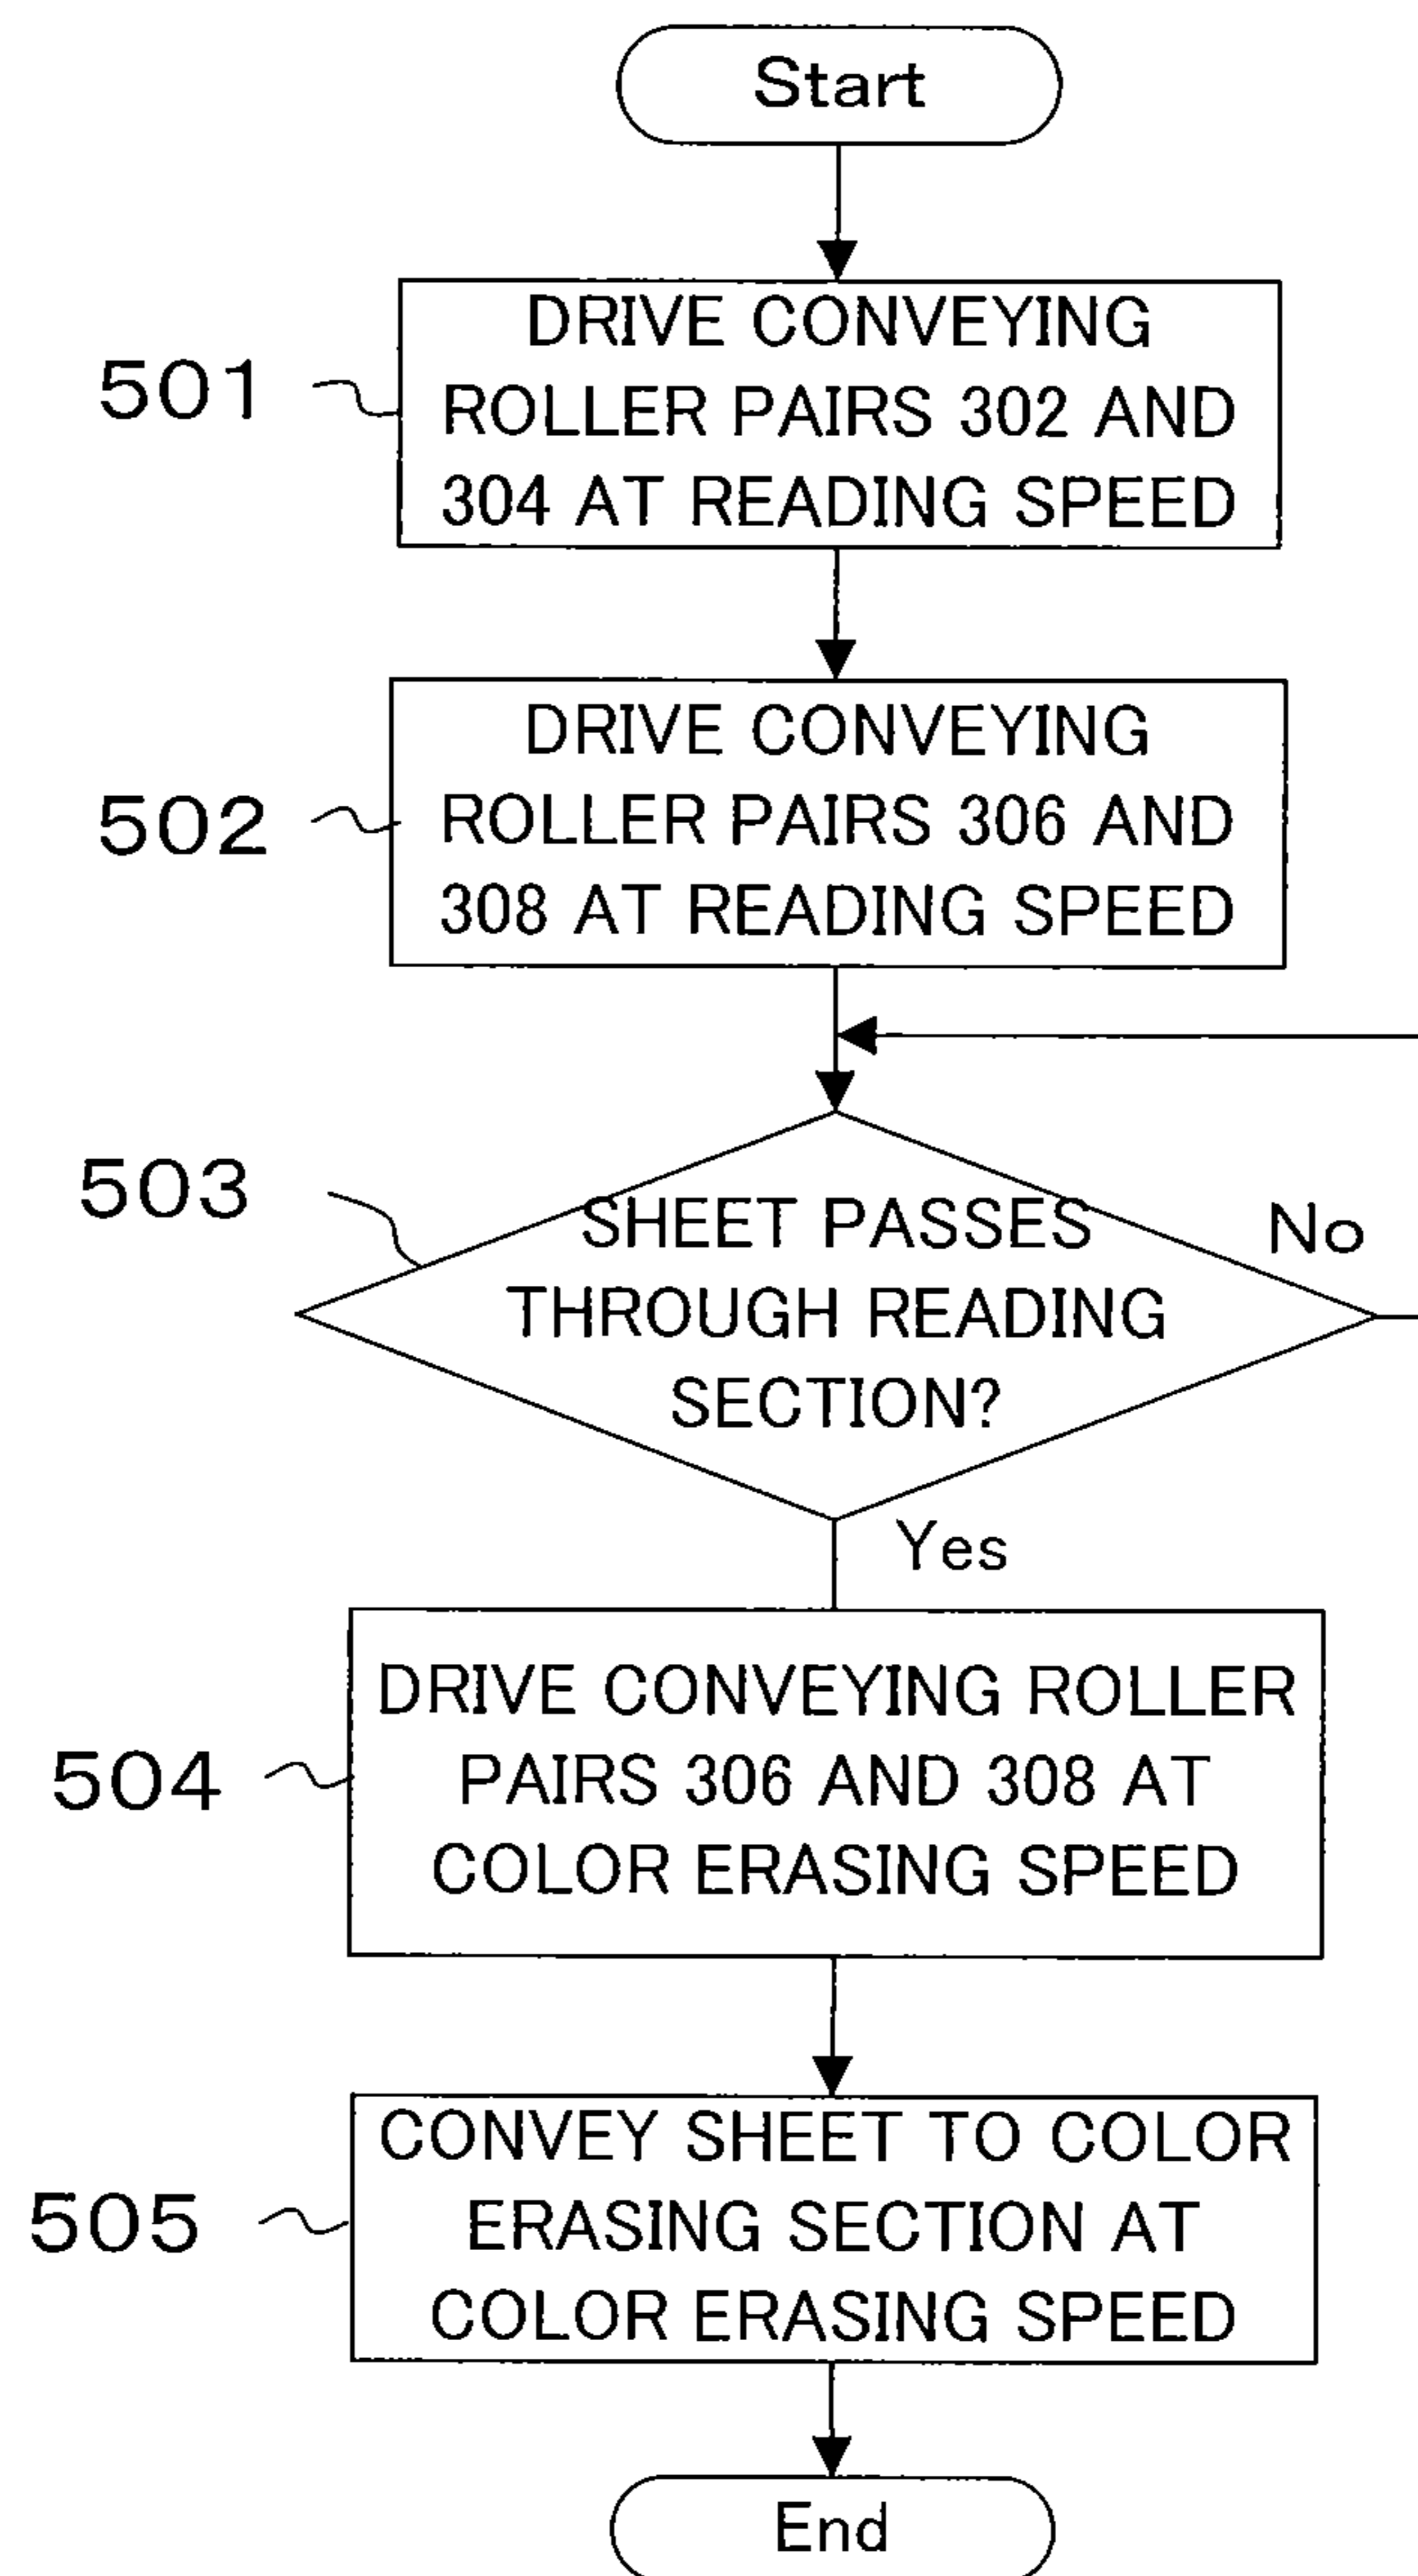 Start
501
DRIVE CONVEYING
ROLLER PAIRS 302 AND
304 AT READING SPEED
502
DRIVE CONVEYING
ROLLER PAIRS 306 AND
308 AT READING SPEED
503
SHEET PASSES
THROUGH READING
SECTION?
No
Yes
504
DRIVE CONVEYING ROLLER
PAIRS 306 AND 308 AT
COLOR ERASING SPEED
505
CONVEY SHEET TO COLOR
ERASING SECTION AT
COLOR ERASING SPEED
End